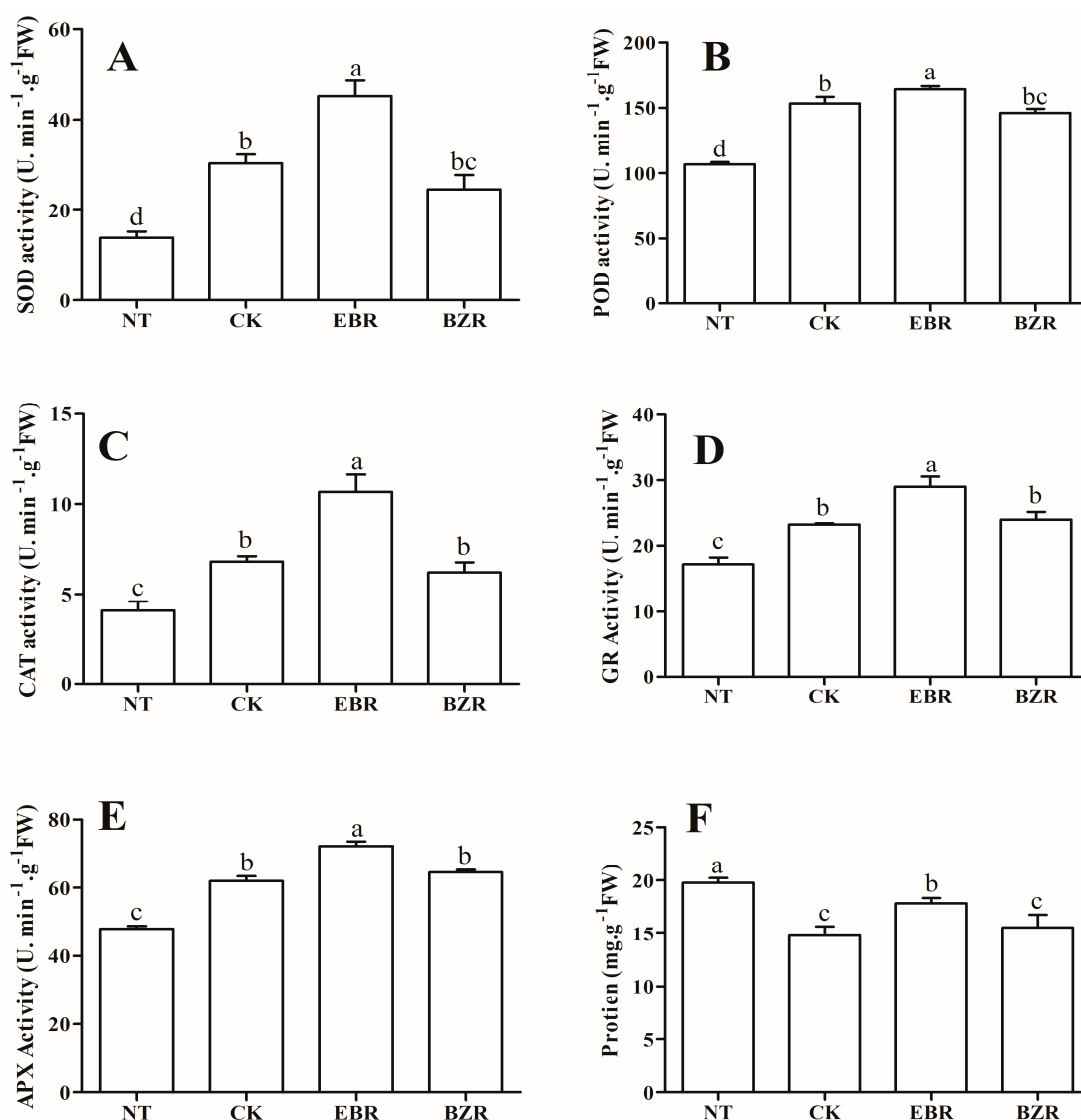 A
SOD activity (U. min⁻¹.g⁻¹FW)
60
40
20
0
d
b
a
bc
NT CK EBR BZR
B
POD activity (U. min⁻¹.g⁻¹FW)
200
150
100
50
0
d
b
a
bc
NT CK EBR BZR
C
CAT activity (U. min⁻¹.g⁻¹FW)
15
10
5
0
c
b
a
b
NT CK EBR BZR
D
GR Activity (U. min⁻¹.g⁻¹FW
40
30
20
10
0
c
b
a
b
NT CK EBR BZR
E
APX Activity (U. min⁻¹.g⁻¹FW)
80
60
40
20
0
c
b
a
b
NT CK EBR BZR
F
Protien (mg.g⁻¹FW)
25
20
15
10
5
0
a
c
b
c
NT CK EBR BZR